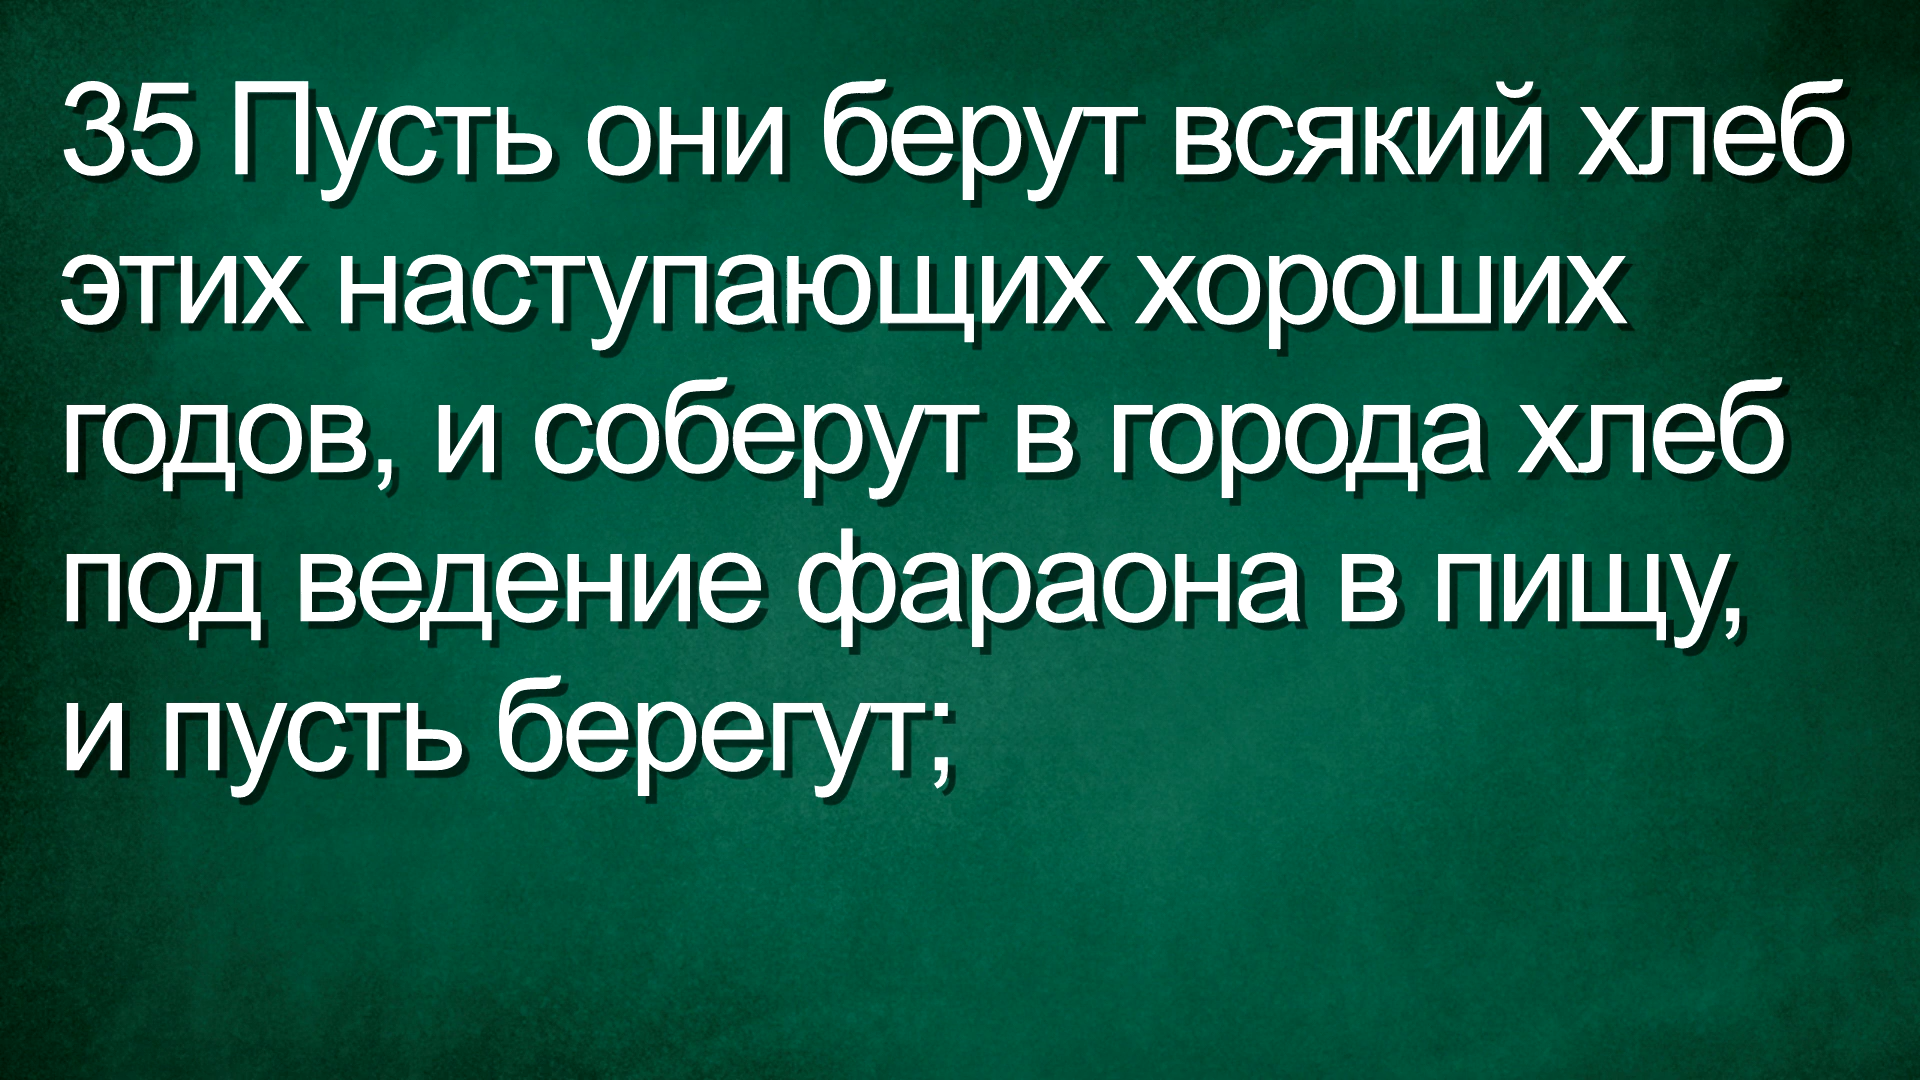 35 Пусть они берут всякий хлеб
этих наступающих хороших
годов, и соберут в города хлеб
под ведение фараона в пищу,
и пусть берегут;